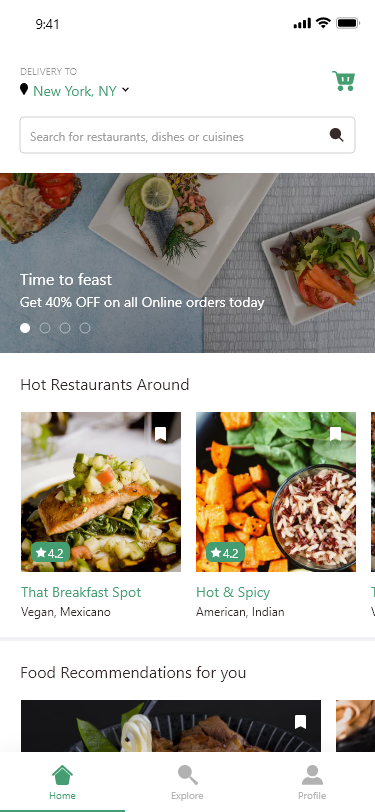 9:41
DELIVERY TO
New York, NY
Search for restaurants, dishes or cuisines
Time to feast
Get 40% OFF on all Online orders today
Hot Restaurants Around
4.2
4.2
That Breakfast Spot
Hot & Spicy
Vegan, Mexicano
American, Indian
Food Recommendations for you
Home
Explore
Profile